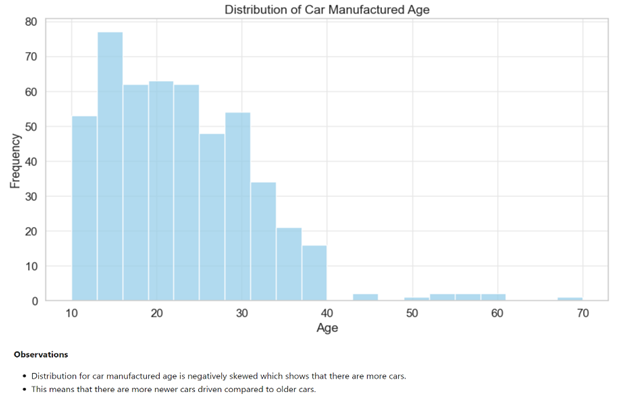 Distribution of Car Manufactured Age
80
70
60
50
40
30
20
10
0
Frequency
10 20 30 40 50 60 70
Age
Observations
• Distribution for car manufactured age is negatively skewed which shows that there are more cars.
• This means that there are more newer cars driven compared to older cars.